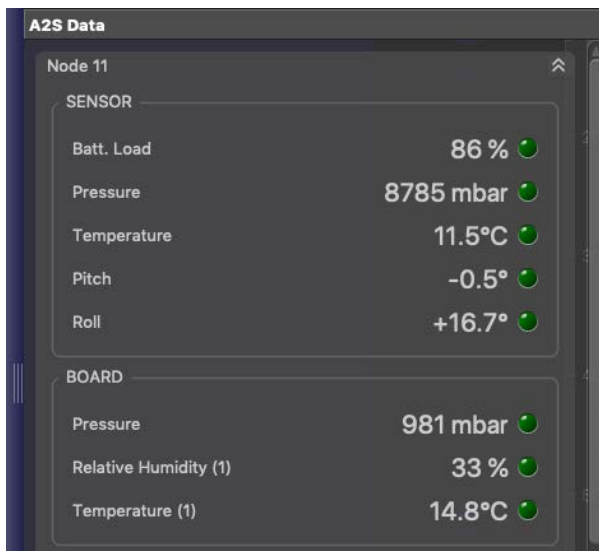 A2S Data
Node 11
SENSOR
Batt. Load 86 %
Pressure 8785 mbar
Temperature 11.5°C
Pitch -0.5°
Roll +16.7°
BOARD
Pressure 981 mbar
Relative Humidity (1) 33 %
Temperature (1) 14.8°C